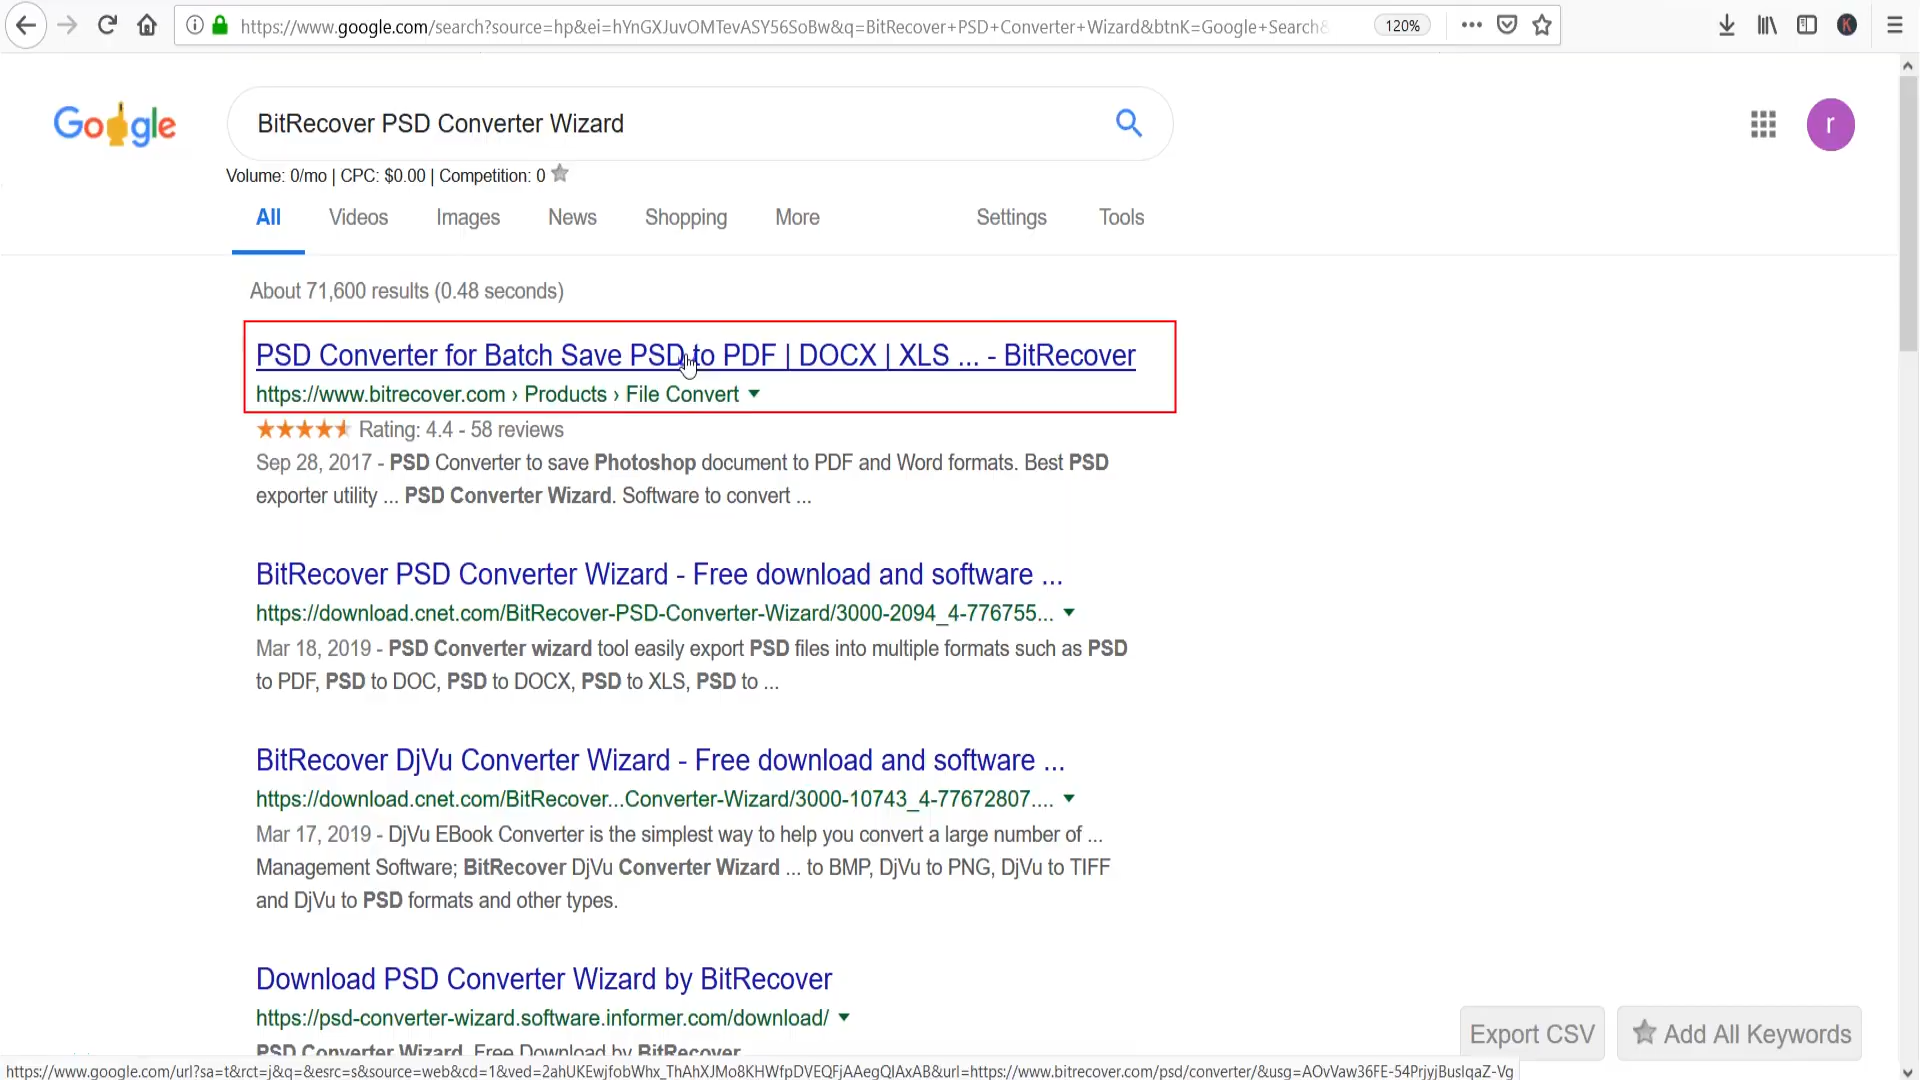 https://www.google.com/search?source=hp&ei=hYnGXJuvOMTevASY56SoBw&q=BitRecover+PSD+Converter+Wizard&btnK=Google+Search&
120%
Google
BitRecover PSD Converter Wizard
r
Volume: 0/mo | CPC: $0.00 | Competition: 0
All Videos Images News Shopping More Settings Tools
About 71,600 results (0.48 seconds)
PSD Converter for Batch Save PSD to PDF | DOCX | XLS ... - BitRecover
https://www.bitrecover.com › Products › File Convert
Rating: 4.4 - 58 reviews
Sep 28, 2017 - PSD Converter to save Photoshop document to PDF and Word formats. Best PSD
exporter utility ... PSD Converter Wizard. Software to convert ...
BitRecover PSD Converter Wizard - Free download and software ...
https://download.cnet.com/BitRecover-PSD-Converter-Wizard/3000-2094_4-776755...
Mar 18, 2019 - PSD Converter wizard tool easily export PSD files into multiple formats such as PSD
to PDF, PSD to DOC, PSD to DOCX, PSD to XLS, PSD to ...
BitRecover DjVu Converter Wizard - Free download and software ...
https://download.cnet.com/BitRecover...Converter-Wizard/3000-10743_4-77672807....
Mar 17, 2019 - DjVu EBook Converter is the simplest way to help you convert a large number of ...
Management Software; BitRecover DjVu Converter Wizard ... to BMP, DjVu to PNG, DjVu to TIFF
and DjVu to PSD formats and other types.
Download PSD Converter Wizard by BitRecover
https://psd-converter-wizard.software.informer.com/download/
PSD Converter Wizard, Free Download by BitRecover
Export CSV
Add All Keywords
https://www.google.com/url?sa=t&rct=j&q=&esrc=s&source=web&cd=1&ved=2ahUKEwjfobWhx_ThAhXJMo8KHWfpDVEQFjAAegQIAxAB&url=https://www.bitrecover.com/psd/converter/&usg=AOvVaw36FE-54PrjyjBuslqaZ-Vg